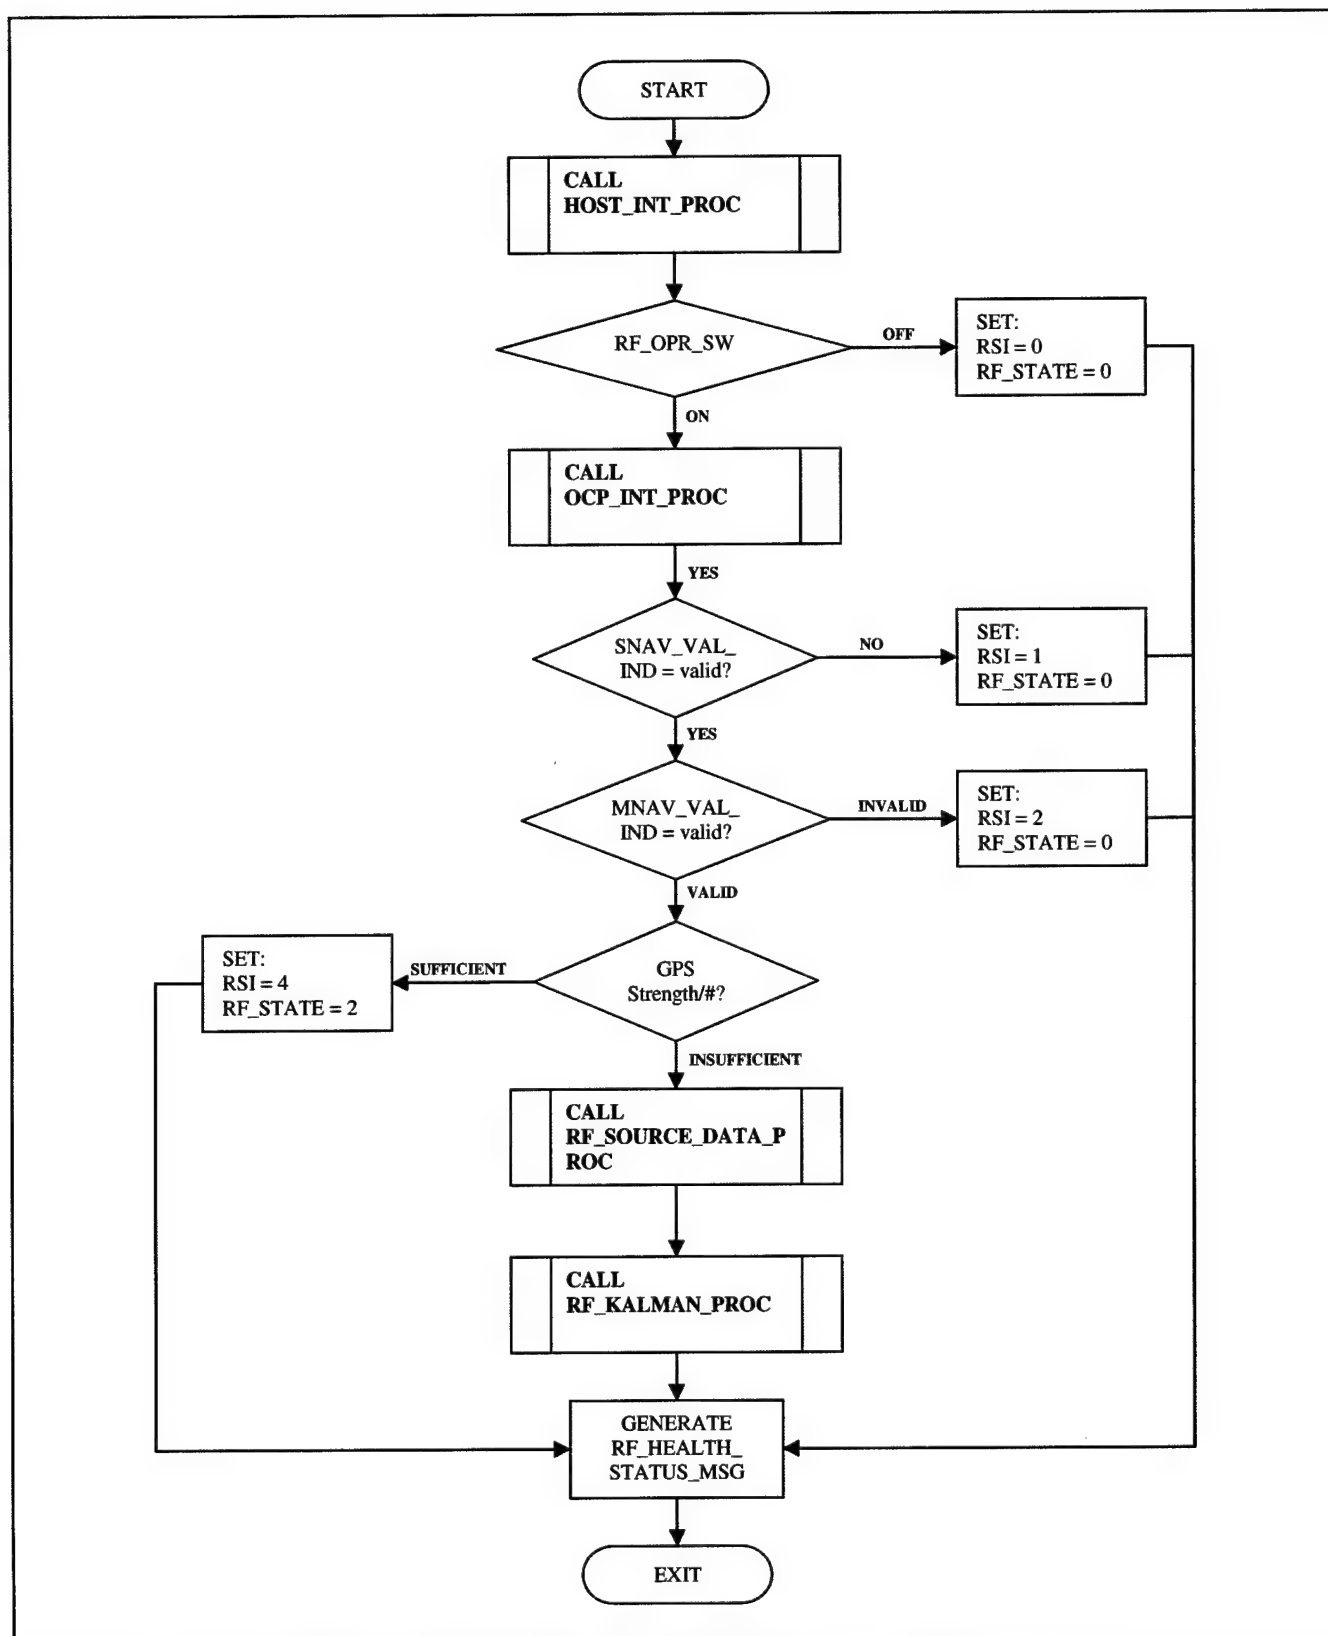 START
CALL
HOST_INT_PROC
RF_OPR_SW
OFF
SET:
RSI = 0
RF_STATE = 0
ON
CALL
OCP_INT_PROC
YES
SNAV_VAL_
IND = valid?
NO
SET:
RSI = 1
RF_STATE = 0
YES
MNAV_VAL_
IND = valid?
INVALID
SET:
RSI = 2
RF_STATE = 0
VALID
GPS
Strength/#?
SUFFICIENT
SET:
RSI = 4
RF_STATE = 2
INSUFFICIENT
CALL
RF_SOURCE_DATA_P
ROC
CALL
RF_KALMAN_PROC
GENERATE
RF_HEALTH_
STATUS_MSG
EXIT